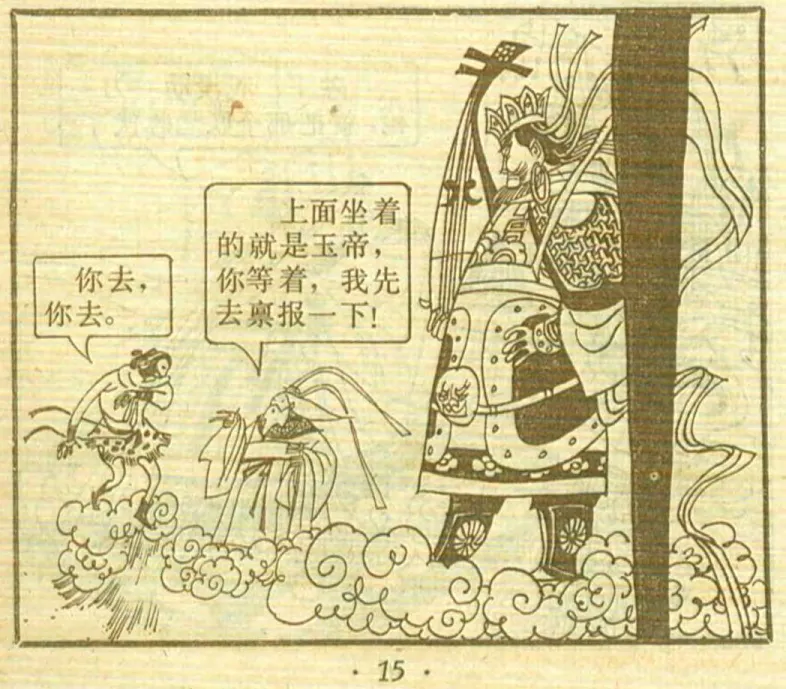 你去，
你去。
上面坐着
的就是玉帝，
你等着，我先
去禀报一下！
· 15 ·